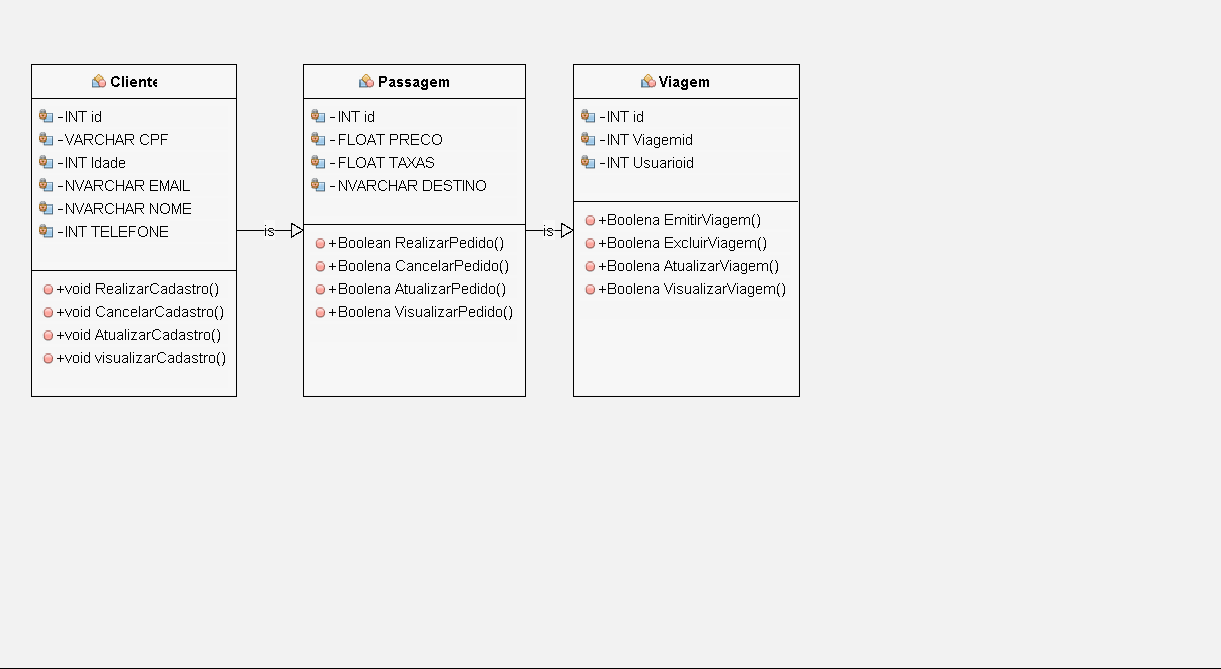 Cliente
-INT id
-VARCHAR CPF
-INT Idade
-NVARCHAR EMAIL
-NVARCHAR NOME
-INT TELEFONE
+void RealizarCadastro()
+void CancelarCadastro()
+void AtualizarCadastro()
+void visualizarCadastro()
is
Passagem
-INT id
-FLOAT PRECO
-FLOAT TAXAS
-NVARCHAR DESTINO
+Boolean RealizarPedido()
+Boolena CancelarPedido()
+Boolena AtualizarPedido()
+Boolena VisualizarPedido()
is
Viagem
-INT id
-INT Viagemid
-INT Usuarioid
+Boolena EmitirViagem()
+Boolena ExcluirViagem()
+Boolena AtualizarViagem()
+Boolena VisualizarViagem()